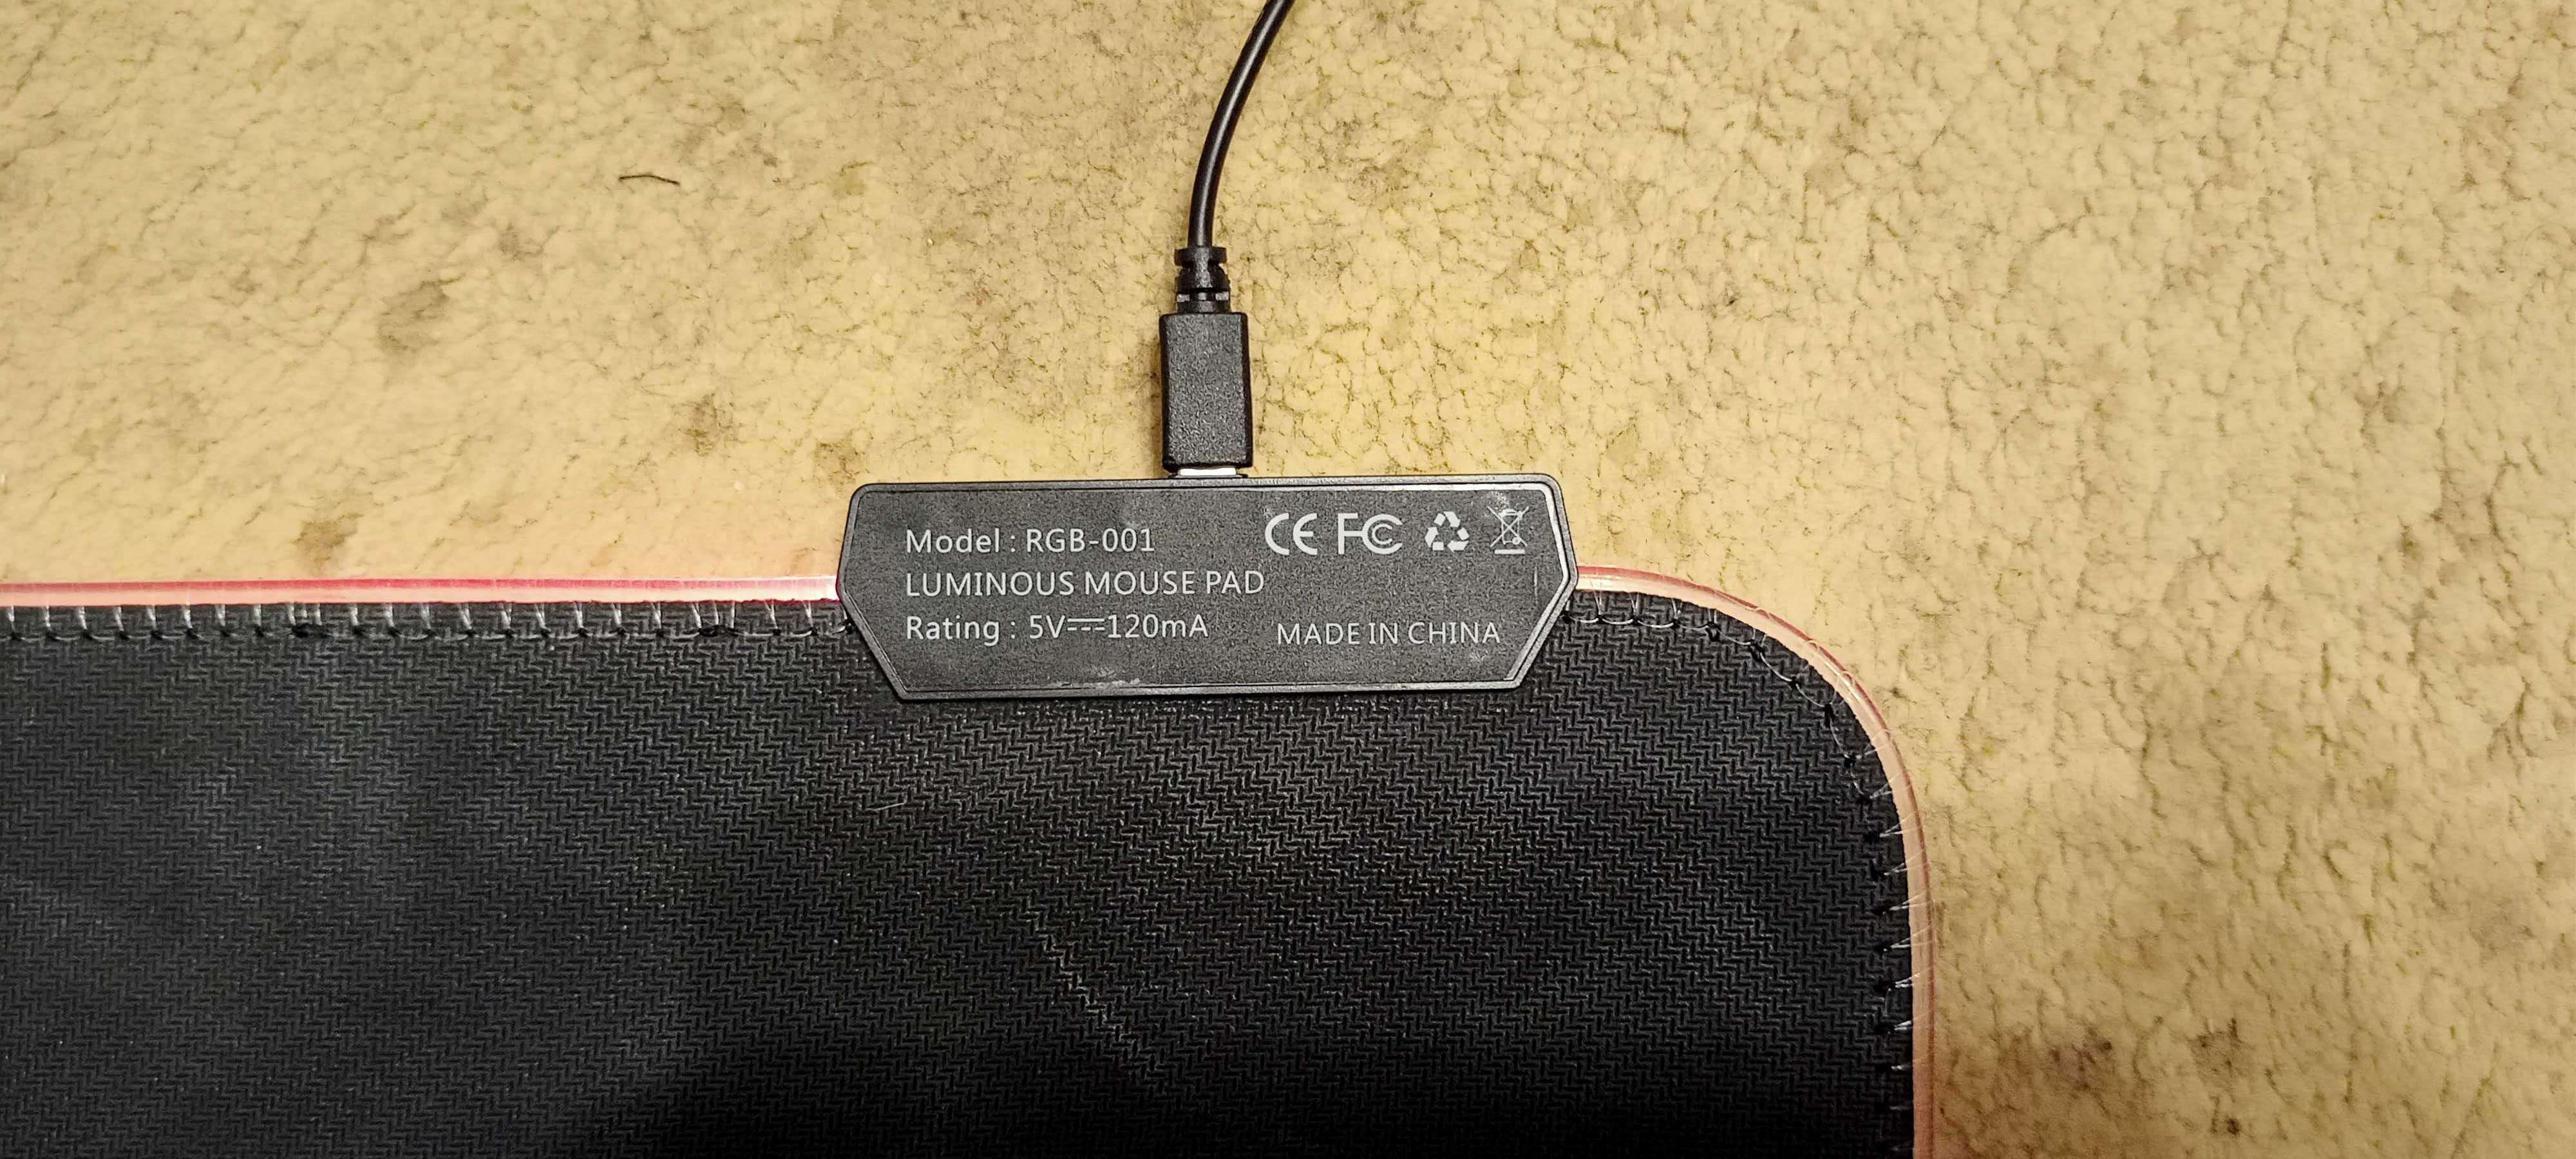 Model : RGB-001
CE FC
LUMINOUS MOUSE PAD
Rating : 5V⎓120mA
MADE IN CHINA